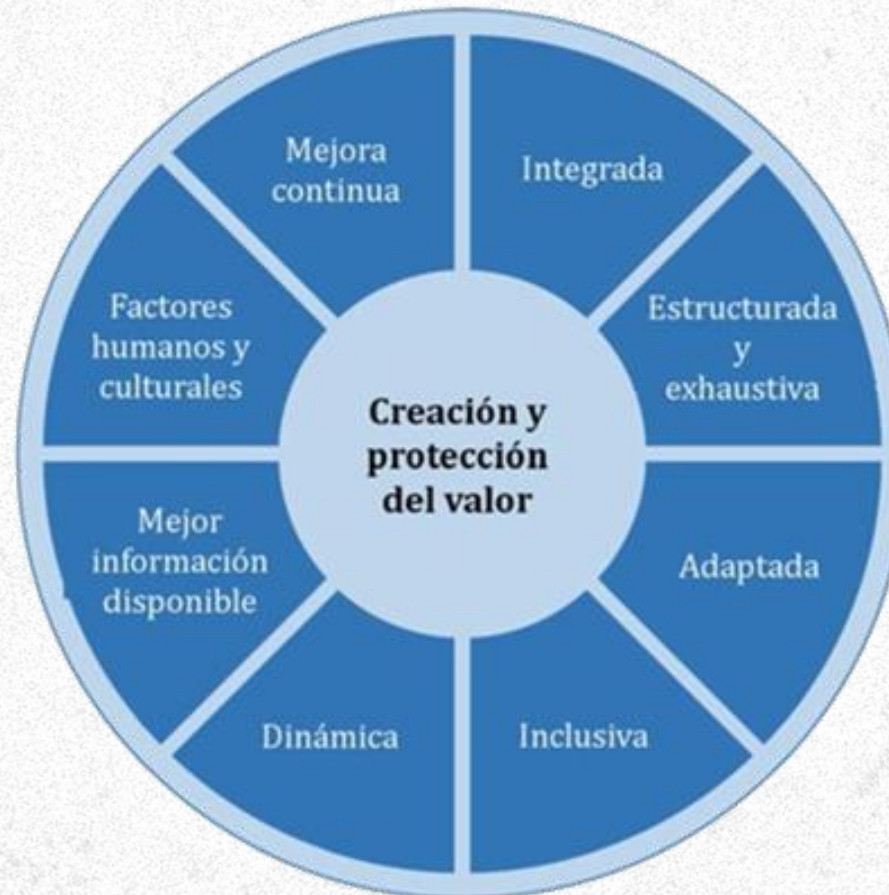 Mejora
continua
Integrada
Factores
humanos y
culturales
Estructurada
y
exhaustiva
Creación y
protección
del valor
Mejor
información
disponible
Adaptada
Dinámica
Inclusiva